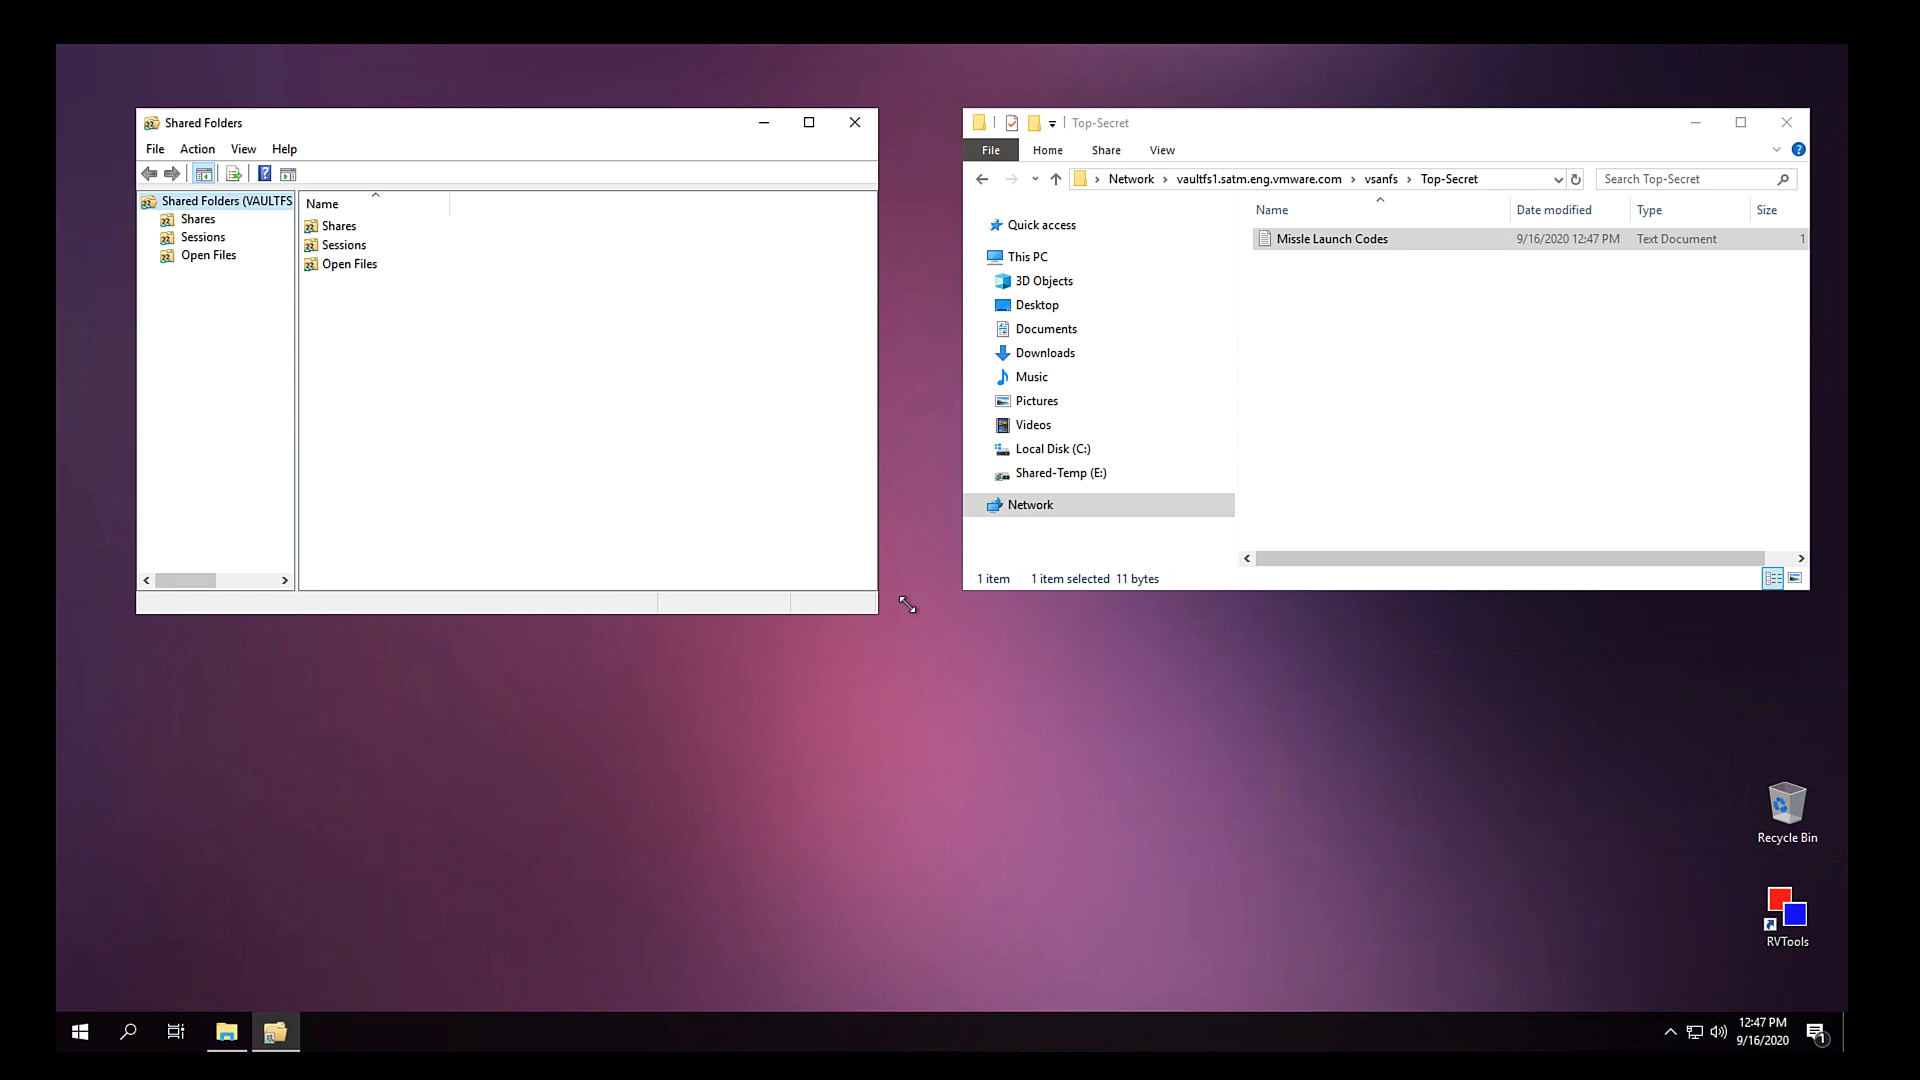 Shared Folders
File Action View Help
Shared Folders (VAULTFS
Shares
Sessions
Open Files
Name
Shares
Sessions
Open Files
Top-Secret
File Home Share View
Network › vaultfs1.satm.eng.vmware.com › vsanfs › Top-Secret
Search Top-Secret
Quick access
This PC
3D Objects
Desktop
Documents
Downloads
Music
Pictures
Videos
Local Disk (C:)
Shared-Temp (E:)
Network
Name Date modified Type Size
Missle Launch Codes 9/16/2020 12:47 PM Text Document 1
1 item 1 item selected 11 bytes
Recycle Bin
RVTools
12:47 PM
9/16/2020
1